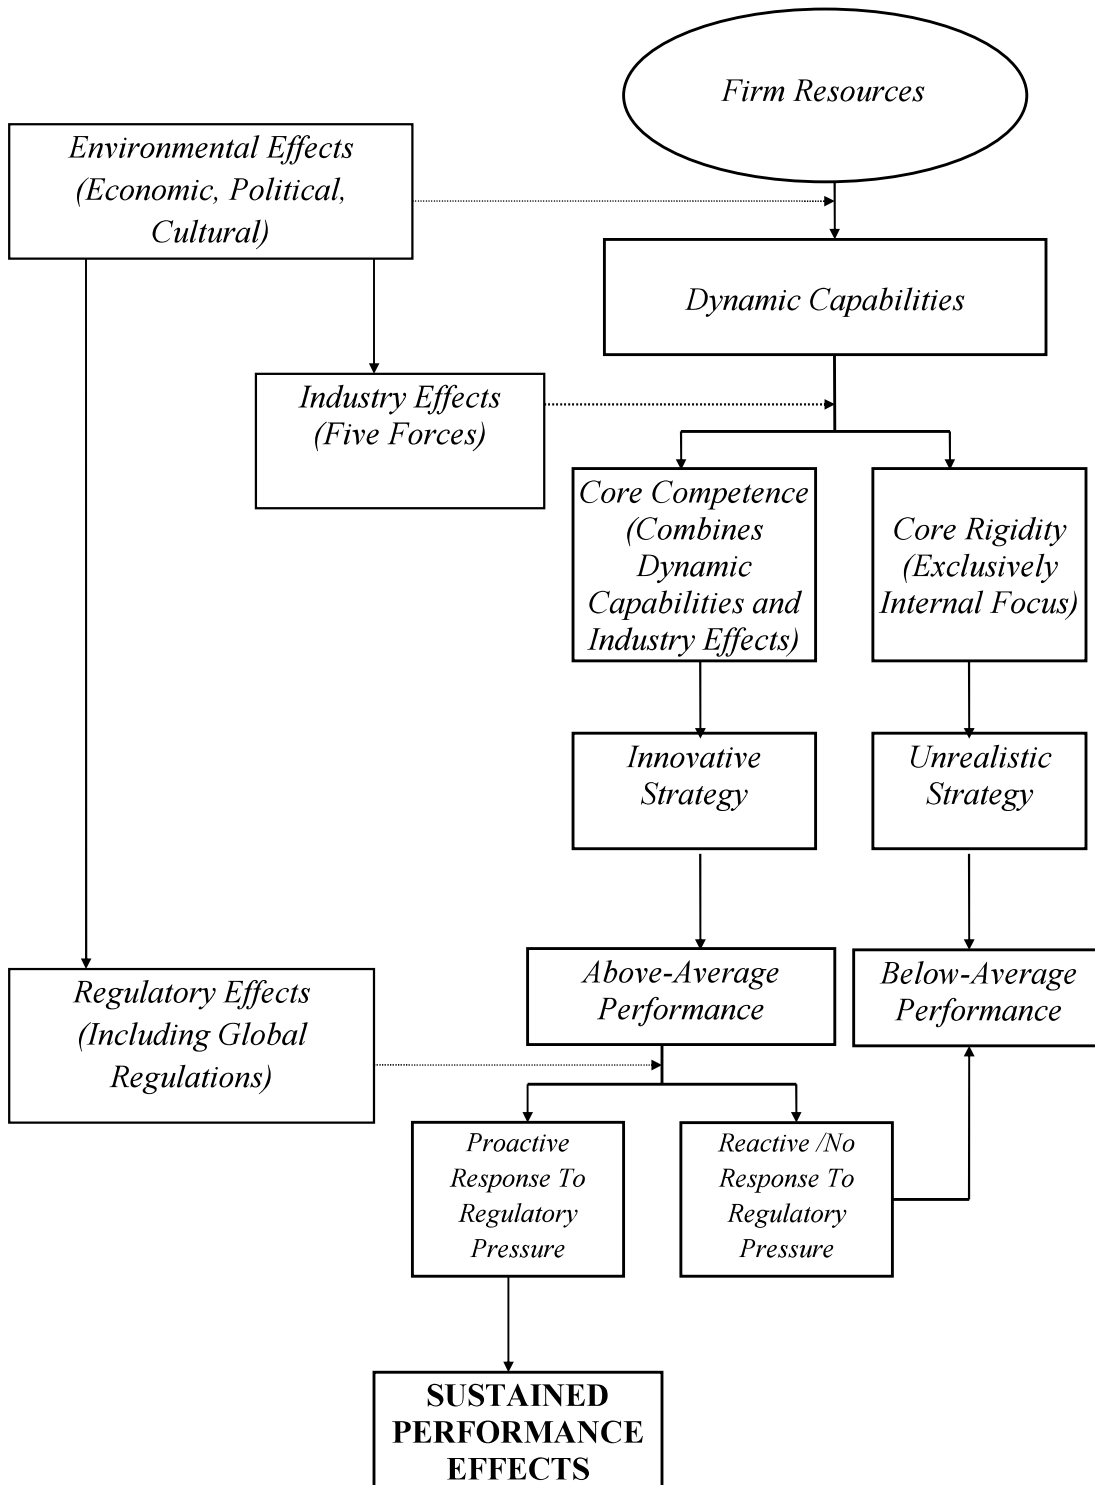 Firm Resources
Environmental Effects
(Economic, Political,
Cultural)
Dynamic Capabilities
Industry Effects
(Five Forces)
Core Competence
(Combines
Dynamic
Capabilities and
Industry Effects)
Core Rigidity
(Exclusively
Internal Focus)
Innovative
Strategy
Unrealistic
Strategy
Above-Average
Performance
Below-Average
Performance
Regulatory Effects
(Including Global
Regulations)
Proactive
Response To
Regulatory
Pressure
Reactive /No
Response To
Regulatory
Pressure
SUSTAINED
PERFORMANCE
EFFECTS